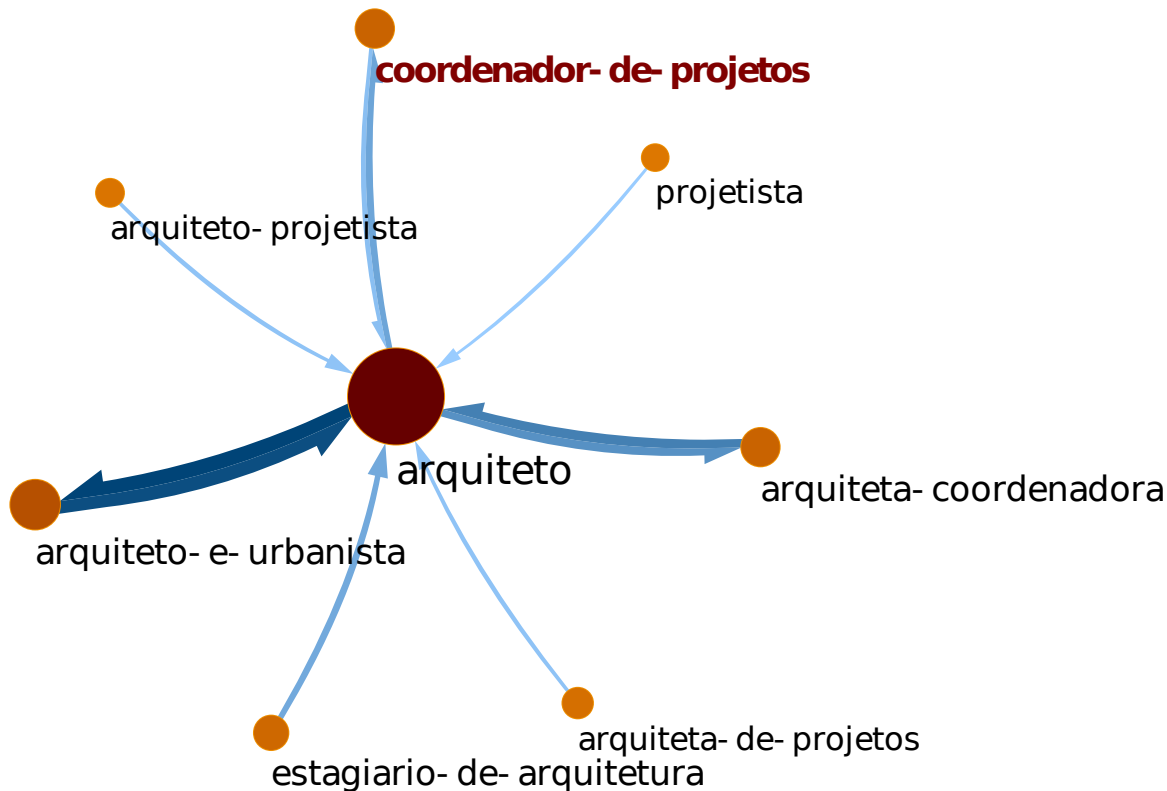 coordenador-de-projetos
projetista
arquiteto-projetista
arquiteto
arquiteta-coordenadora
arquiteto-e-urbanista
arquiteta-de-projetos
estagiario-de-arquitetura